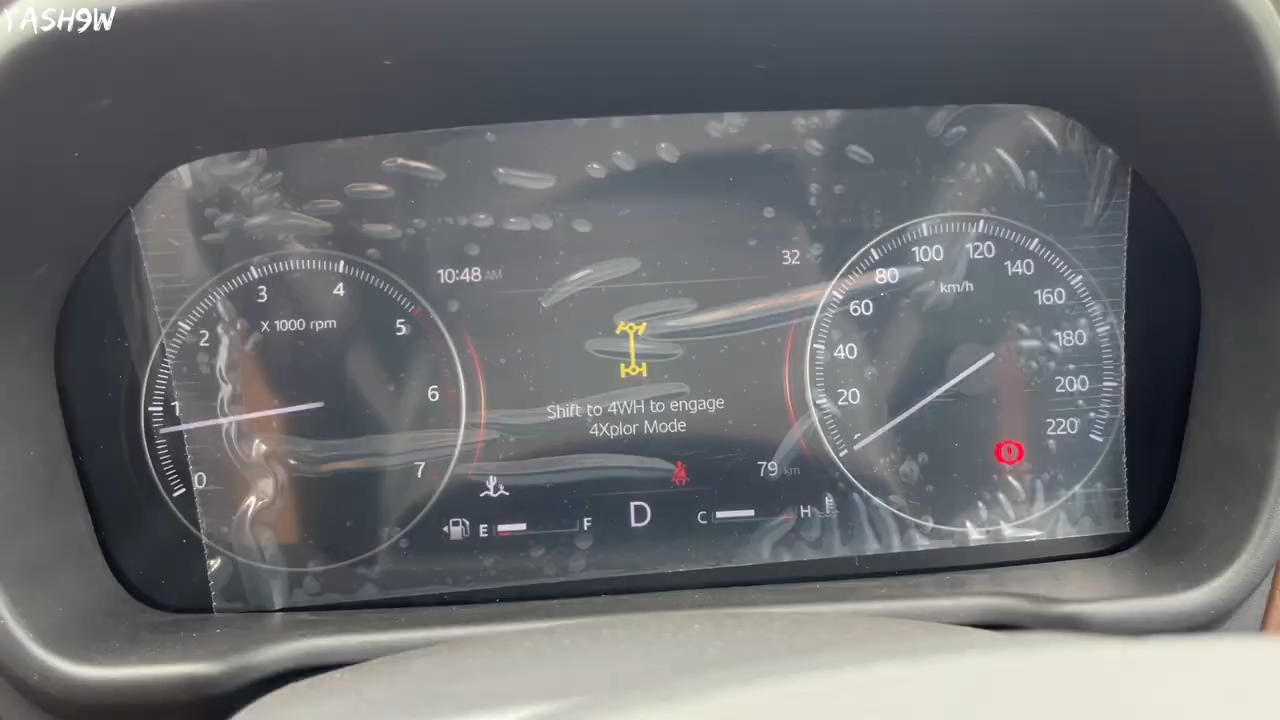 YASH9W
10:48 AM
32
0
1
2
3
4
5
6
7
X 1000 rpm
Shift to 4WH to engage
4Xplor Mode
79 km
E
F
D
C
H
20
40
60
80
100
120
140
160
180
200
220
km/h